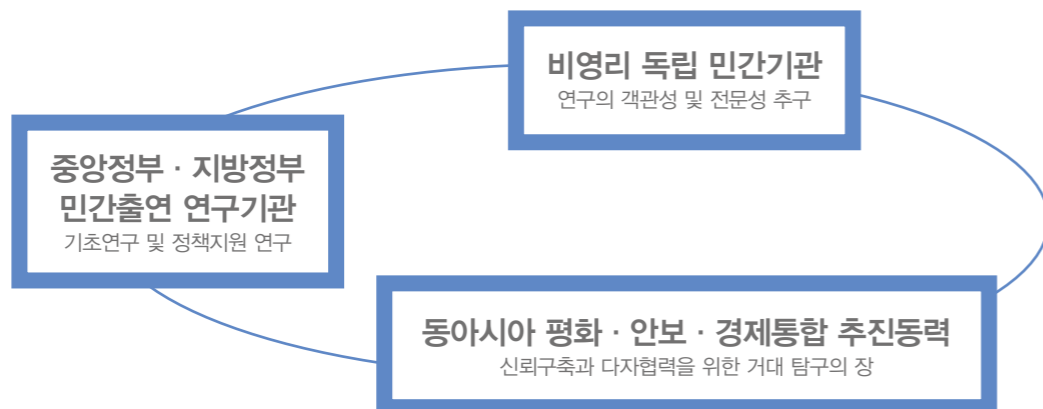 비영리 독립 민간기관
연구의 객관성 및 전문성 추구
중앙정부 · 지방정부
민간출연 연구기관
기초연구 및 정책지원 연구
동아시아 평화 · 안보 · 경제통합 추진동력
신뢰구축과 다자협력을 위한 거대 탐구의 장